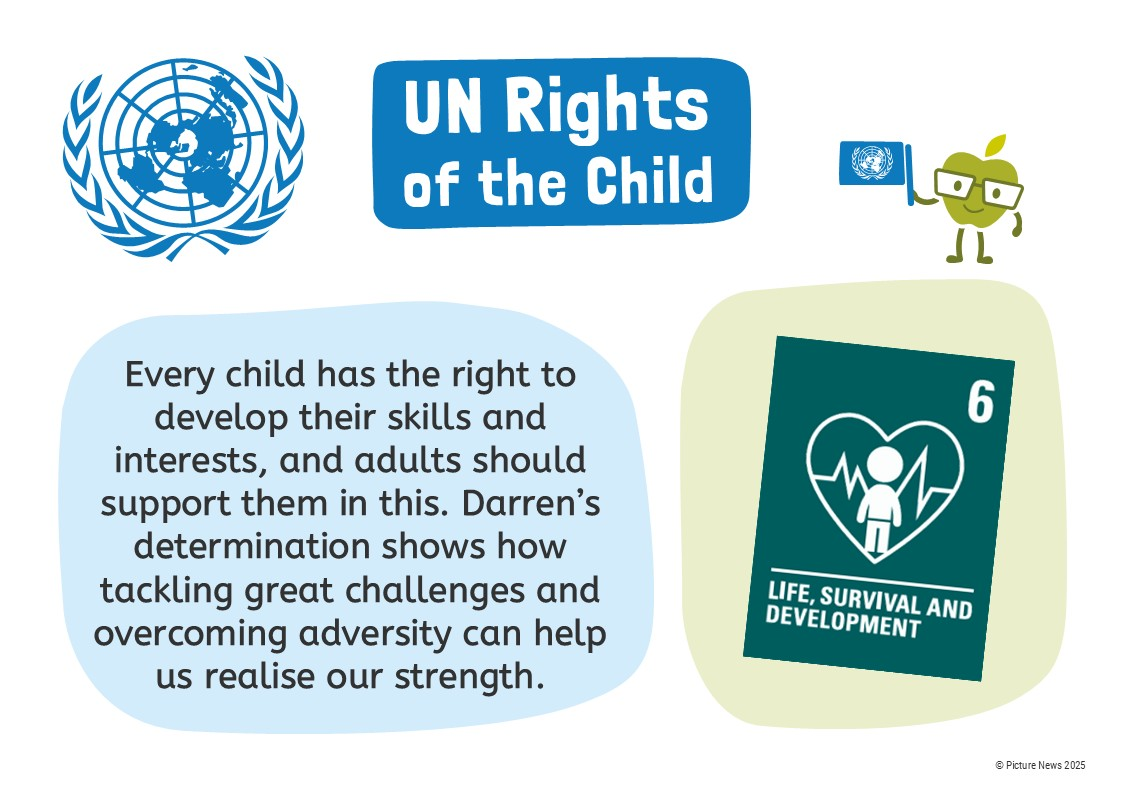 UN Rights
of the Child
Every child has the right to
develop their skills and
interests, and adults should
support them in this. Darren’s
determination shows how
tackling great challenges and
overcoming adversity can help
us realise our strength.
6
LIFE, SURVIVAL AND
DEVELOPMENT
© Picture News 2025